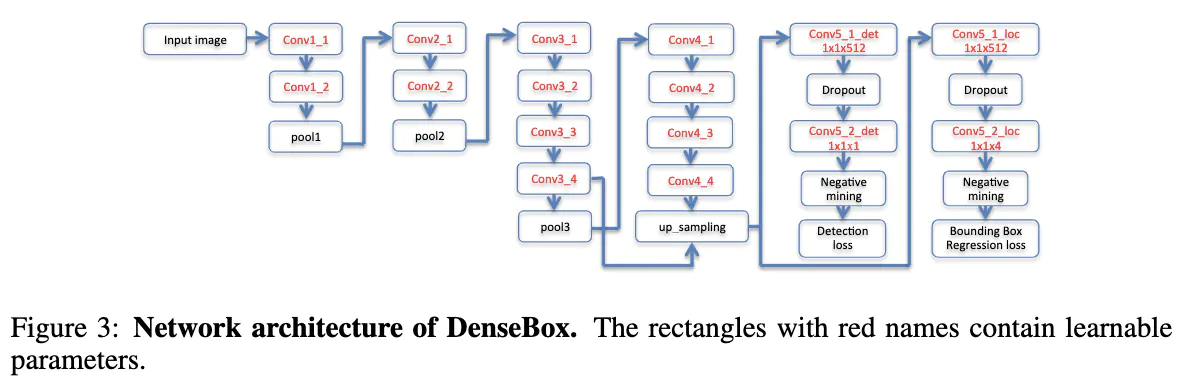 Input image
Conv1_1
Conv1_2
pool1
Conv2_1
Conv2_2
pool2
Conv3_1
Conv3_2
Conv3_3
Conv3_4
pool3
Conv4_1
Conv4_2
Conv4_3
Conv4_4
up_sampling
Conv5_1_det
1x1x512
Dropout
Conv5_2_det
1x1x1
Negative
mining
Detection
loss
Conv5_1_loc
1x1x512
Dropout
Conv5_2_loc
1x1x4
Negative
mining
Bounding Box
Regression loss
Figure 3: Network architecture of DenseBox. The rectangles with red names contain learnable
parameters.